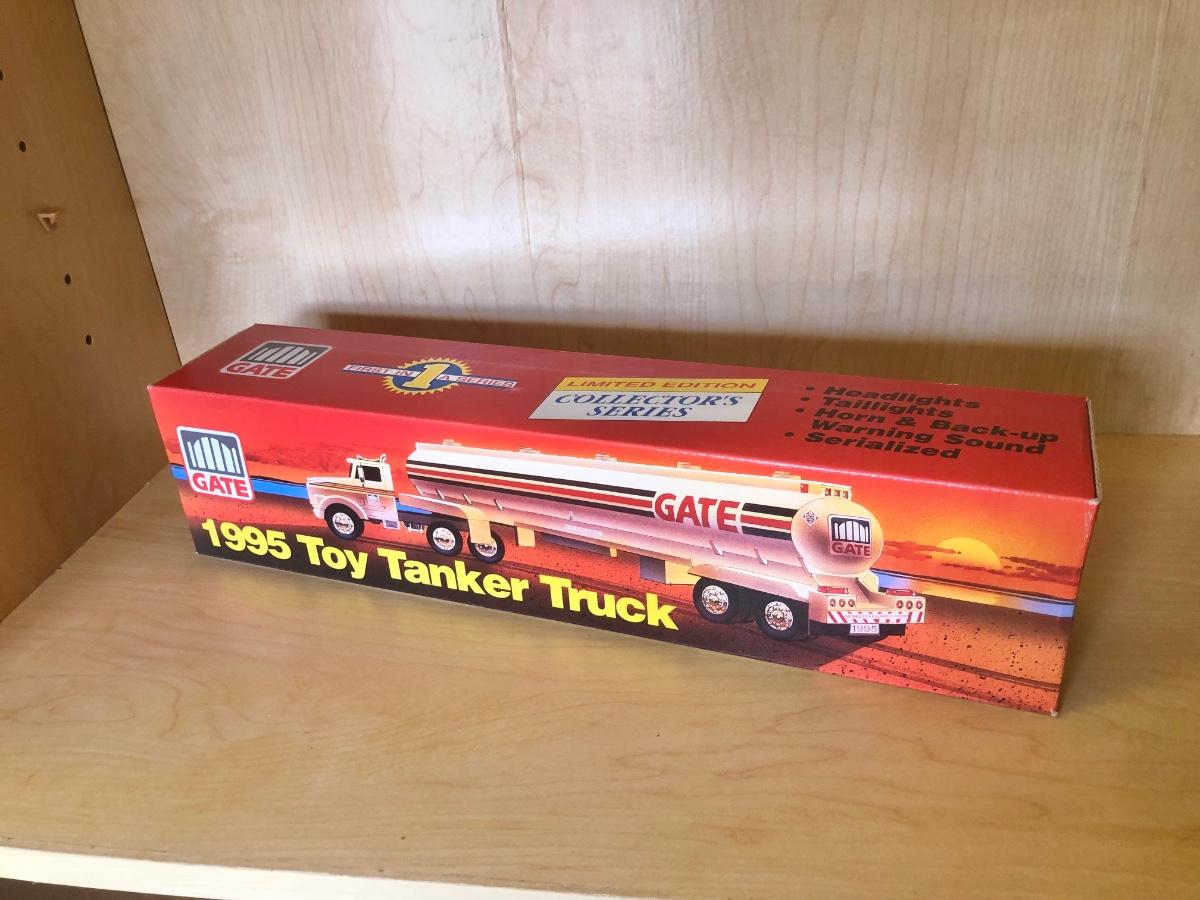 GATE
FIRST IN 1 A SERIES
LIMITED EDITION
COLLECTOR'S
SERIES
• Headlights
• Taillights
• Horn & Back-up
Warning Sound
• Serialized
GATE
GATE
GATE
1995
1995 Toy Tanker Truck